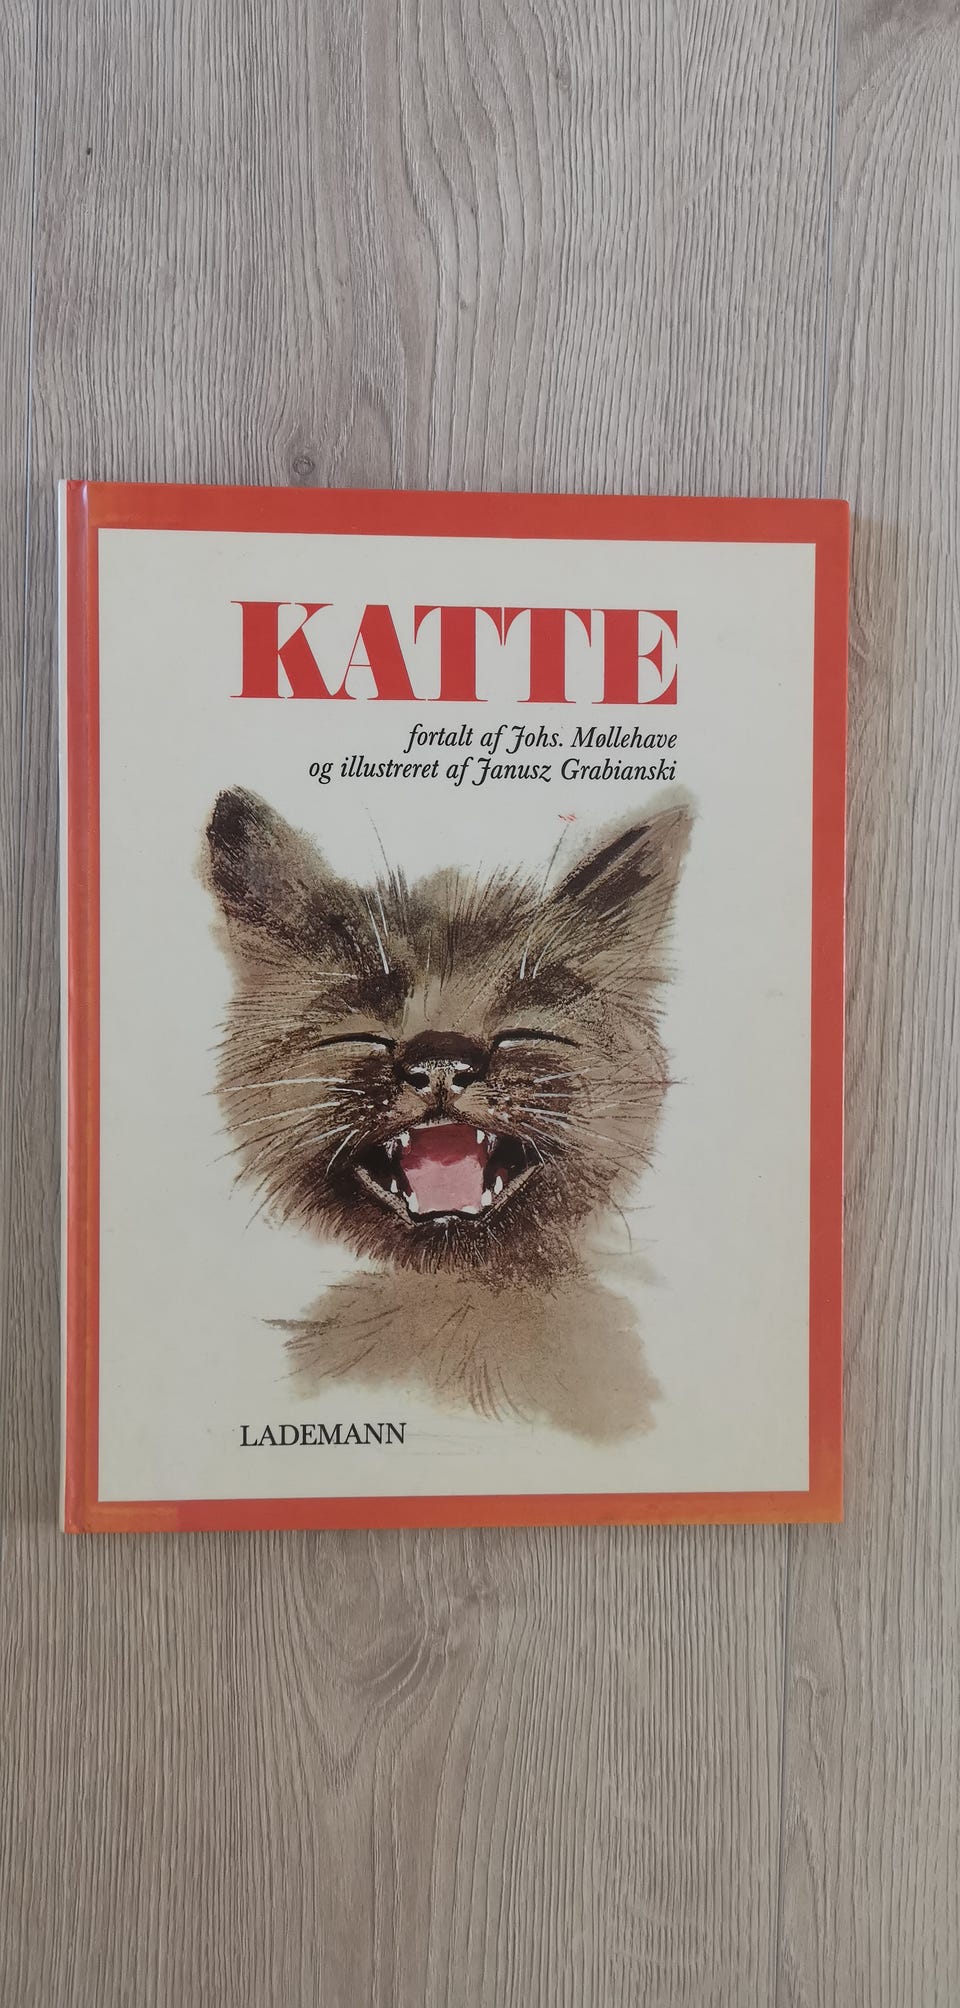 KATTE
fortalt af Johs. Møllehave
og illustreret af Janusz Grabianski
LADEMANN